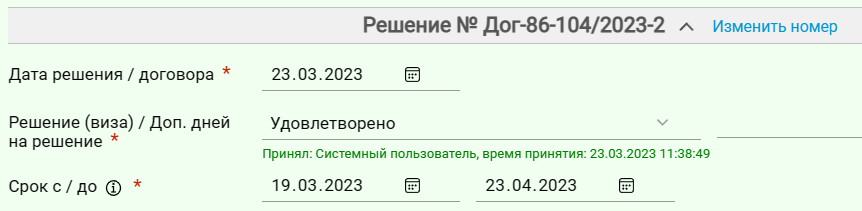 Решение № Дог-86-104/2023-2 Изменить номер
Дата решения / договора * 23.03.2023
Решение (виза) / Доп. дней
на решение * Удовлетворено
Принял: Системный пользователь, время принятия: 23.03.2023 11:38:49
Срок с / до * 19.03.2023 23.04.2023